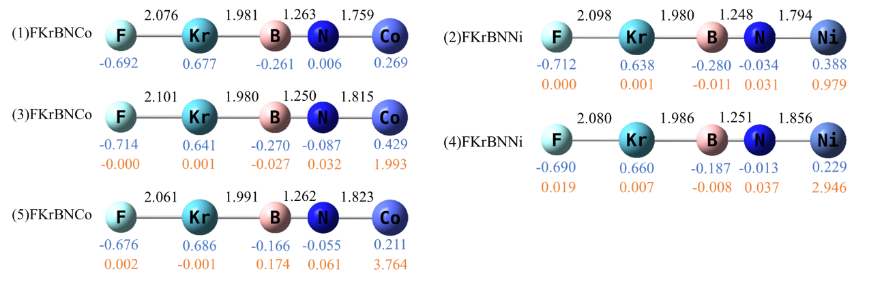 2.076 1.981 1.263 1.759
(1)FKrBNCo F Kr B N Co
-0.692 0.677 -0.261 0.006 0.269
2.098 1.980 1.248 1.794
(2)FKrBNNi F Kr B N Ni
-0.712 0.638 -0.280 -0.034 0.388
0.000 0.001 -0.011 0.031 0.979
2.101 1.980 1.250 1.815
(3)FKrBNCo F Kr B N Co
-0.714 0.641 -0.270 -0.087 0.429
-0.000 0.001 -0.027 0.032 1.993
2.080 1.986 1.251 1.856
(4)FKrBNNi F Kr B N Ni
-0.690 0.660 -0.187 -0.013 0.229
0.019 0.007 -0.008 0.037 2.946
2.061 1.991 1.262 1.823
(5)FKrBNCo F Kr B N Co
-0.676 0.686 -0.166 -0.055 0.211
0.002 -0.001 0.174 0.061 3.764